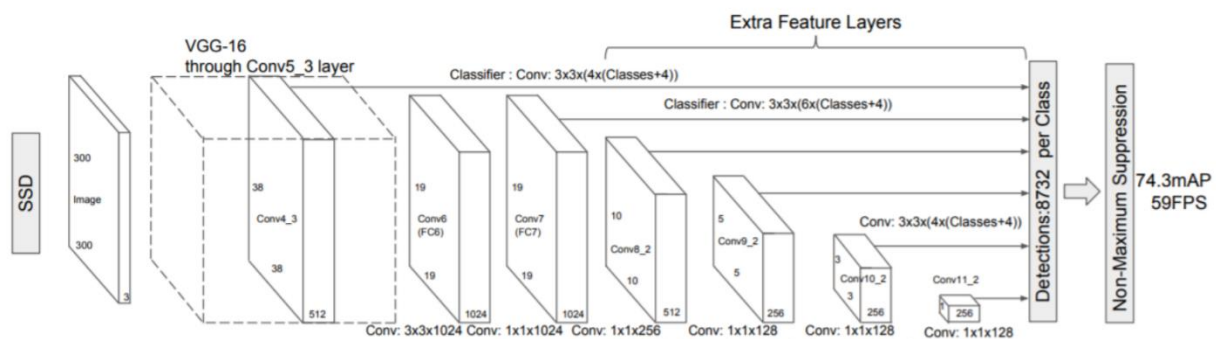 Extra Feature Layers
VGG-16
through Conv5_3 layer
Classifier : Conv: 3x3x(4x(Classes+4))
Classifier : Conv: 3x3x(6x(Classes+4))
SSD
300
Image
300
3
38
Conv4_3
38
512
19
Conv6
(FC6)
19
1024
19
Conv7
(FC7)
19
1024
10
Conv8_2
10
512
5
Conv9_2
5
256
Conv: 3x3x(4x(Classes+4))
3
Conv10_2
3
256
Conv11_2
1
256
Conv: 3x3x1024
Conv: 1x1x1024
Conv: 1x1x256
Conv: 1x1x128
Conv: 1x1x128
Conv: 1x1x128
Detections:8732 per Class
Non-Maximum Suppression
74.3mAP
59FPS